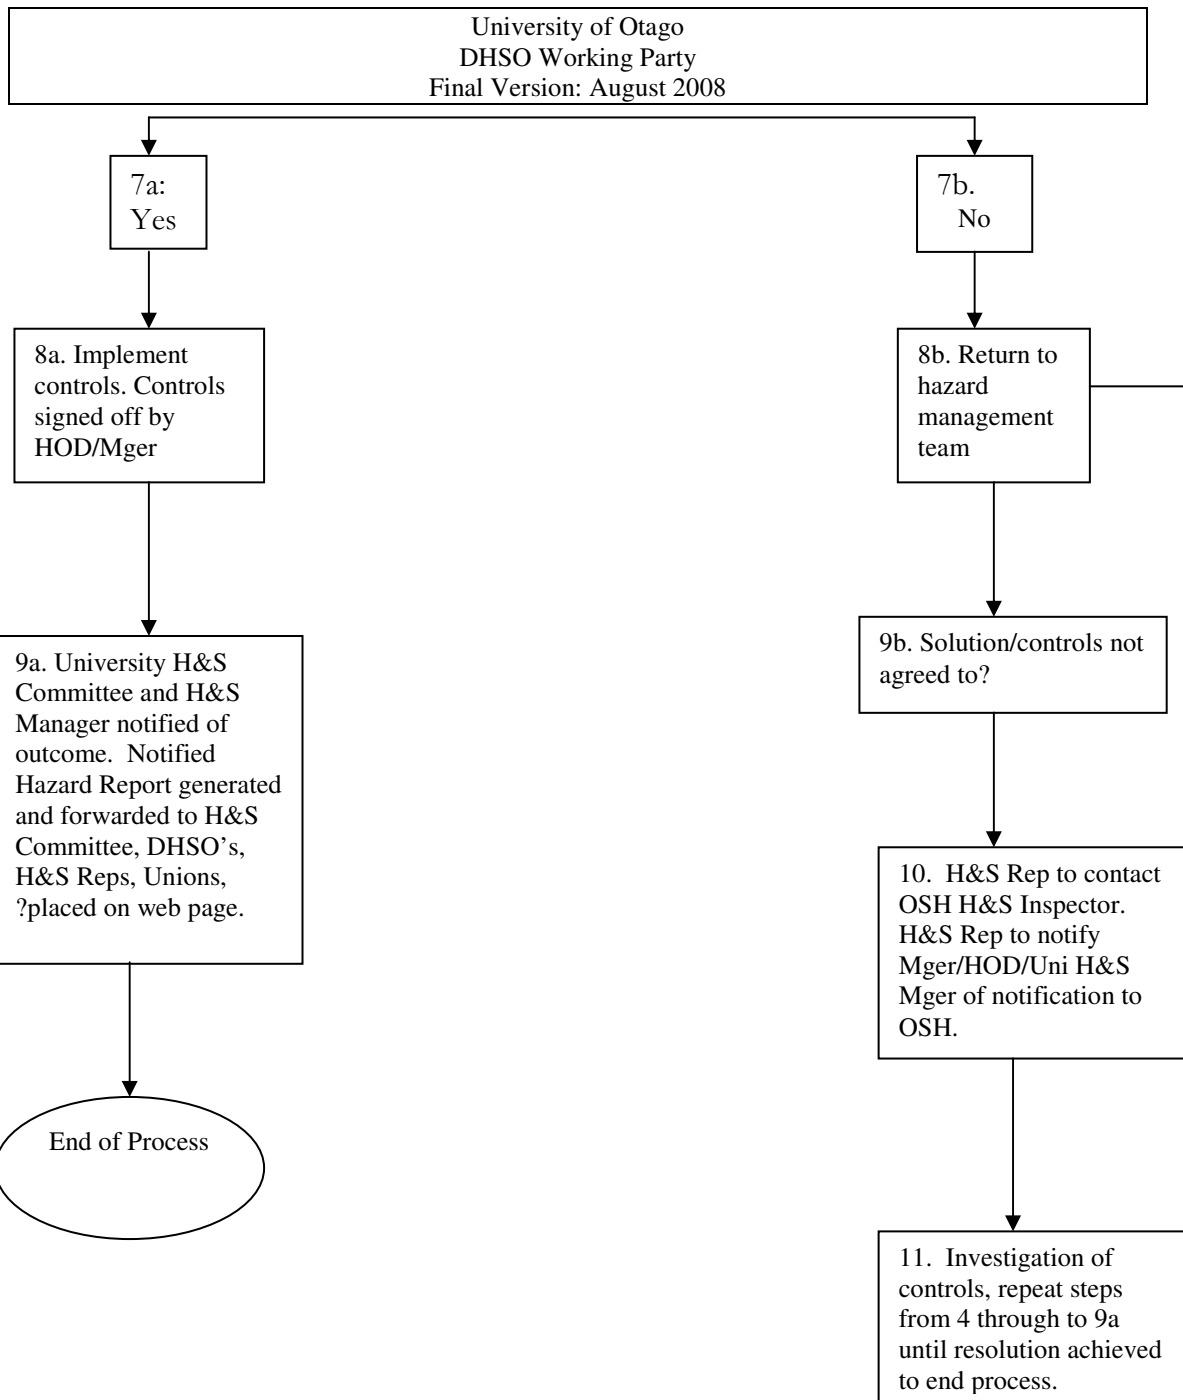 University of Otago
DHSO Working Party
Final Version: August 2008
7a:
Yes
7b.
No
8a. Implement
controls. Controls
signed off by
HOD/Mger
8b. Return to
hazard
management
team
9a. University H&S
Committee and H&S
Manager notified of
outcome.  Notified
Hazard Report generated
and forwarded to H&S
Committee, DHSO’s,
H&S Reps, Unions,
?placed on web page.
9b. Solution/controls not
agreed to?
10.  H&S Rep to contact
OSH H&S Inspector.
H&S Rep to notify
Mger/HOD/Uni H&S
Mger of notification to
OSH.
End of Process
11.  Investigation of
controls, repeat steps
from 4 through to 9a
until resolution achieved
to end process.